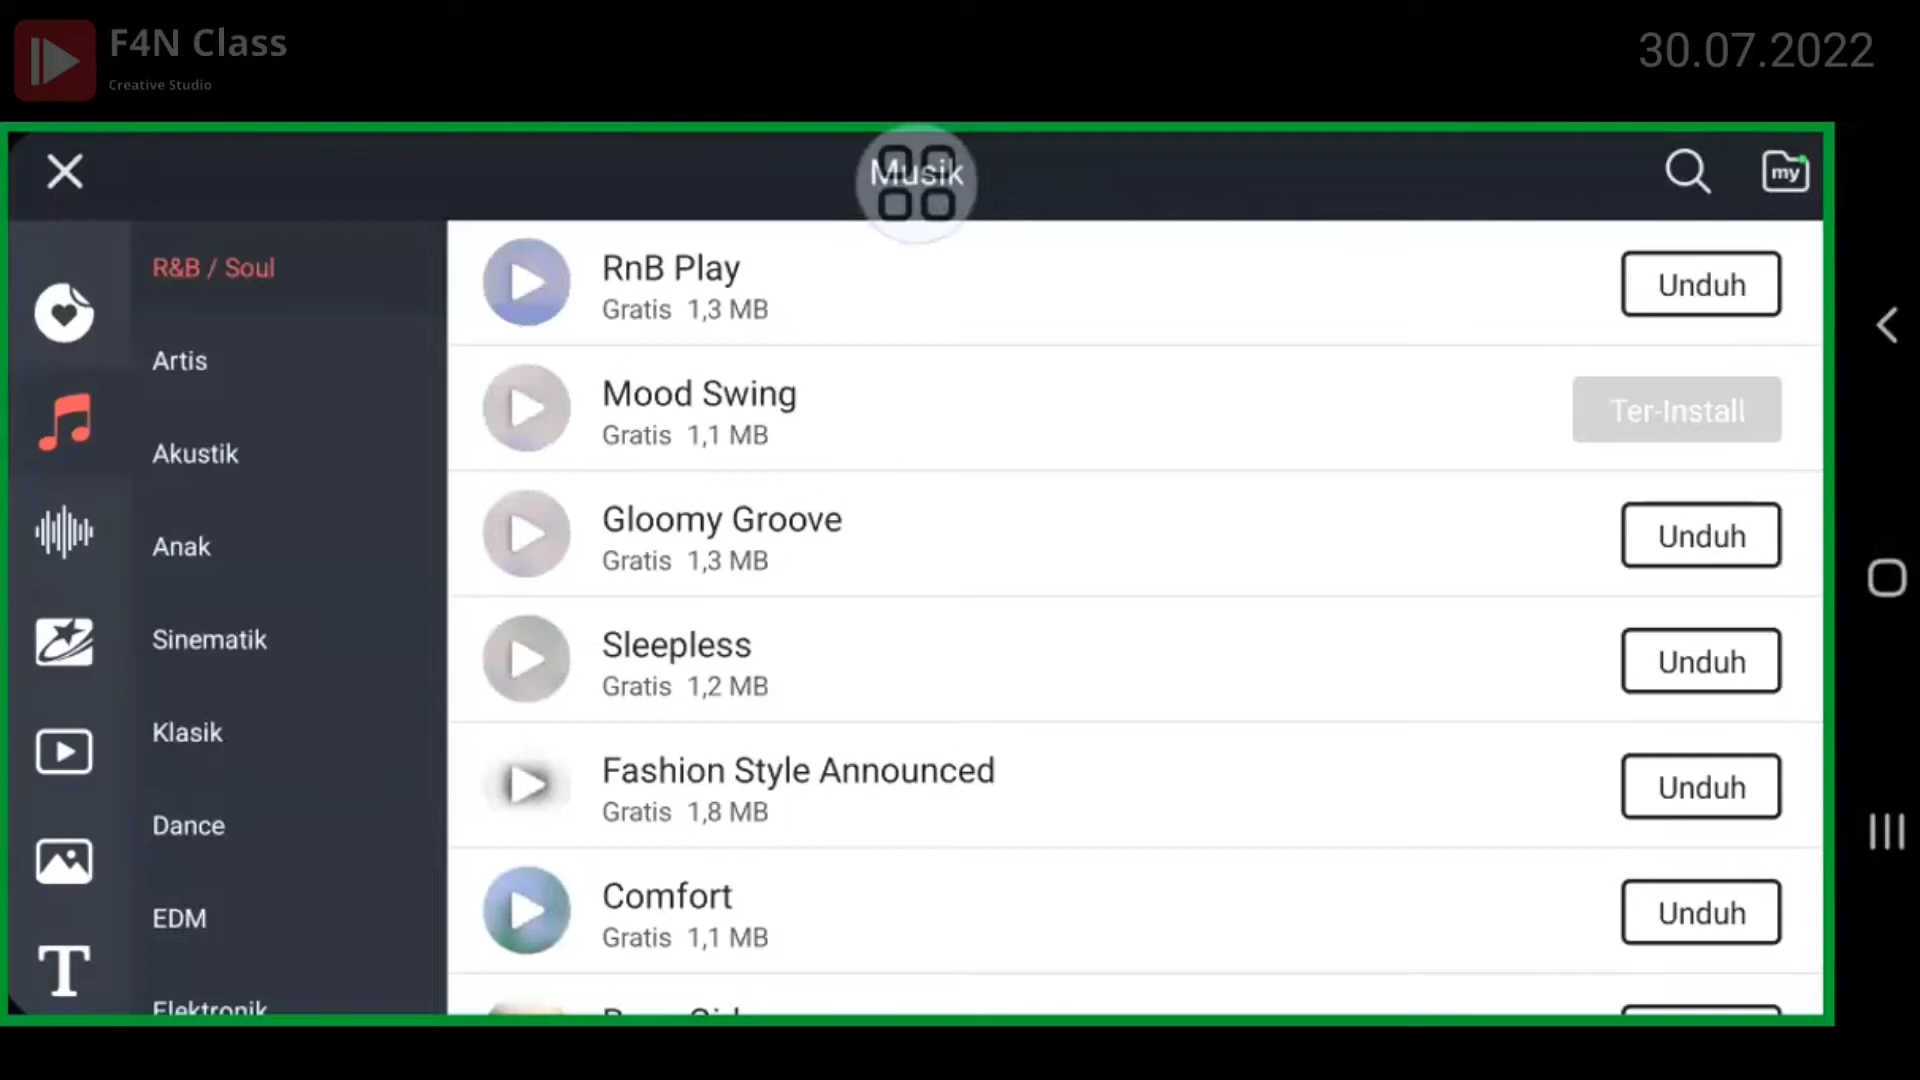 F4N Class
Creative Studio
30.07.2022
Musik
my
R&B / Soul
Artis
Akustik
Anak
Sinematik
Klasik
Dance
EDM
Elektronik
T
RnB Play
Gratis 1,3 MB
Unduh
Mood Swing
Gratis 1,1 MB
Ter-Install
Gloomy Groove
Gratis 1,3 MB
Unduh
Sleepless
Gratis 1,2 MB
Unduh
Fashion Style Announced
Gratis 1,8 MB
Unduh
Comfort
Gratis 1,1 MB
Unduh